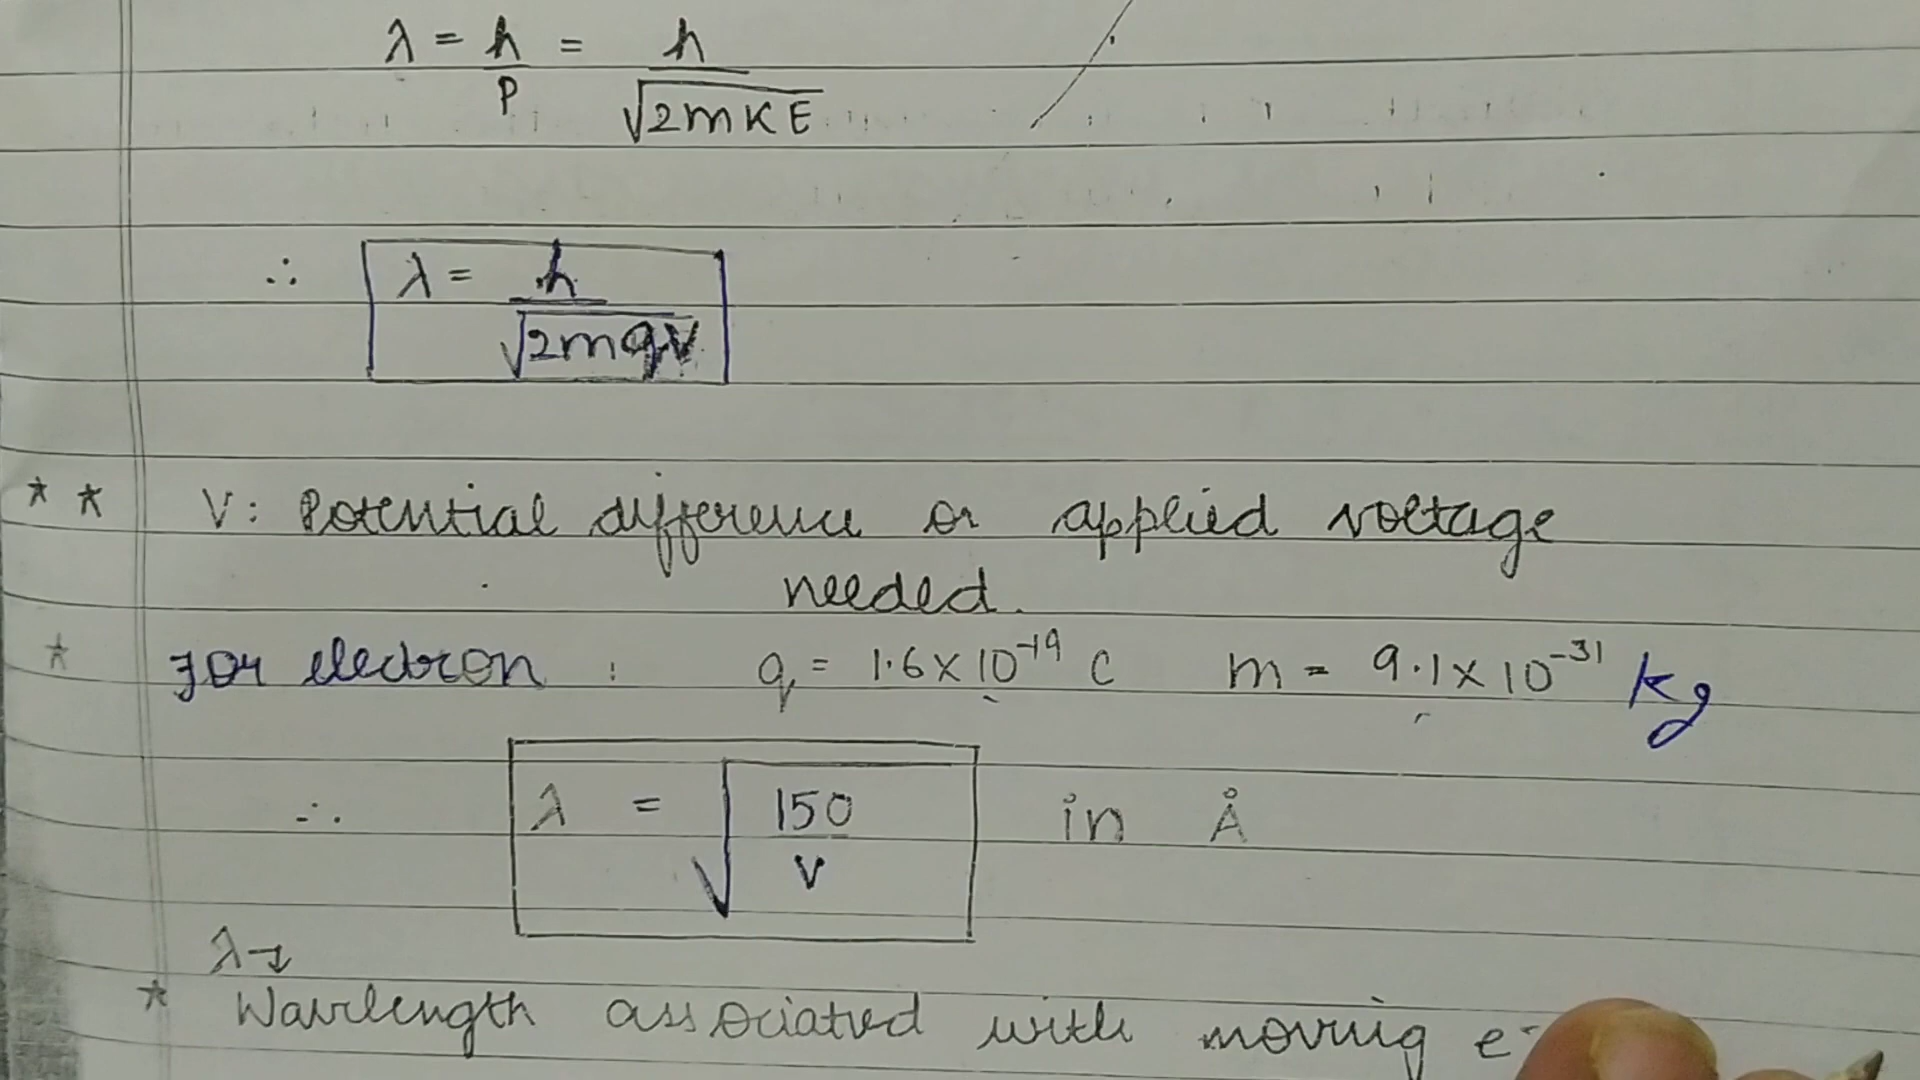 λ = h/P = h/√2mKE
∴ λ = h/√2mqV
** V: Potential difference or applied voltage
needed.
* For electron : q = 1.6×10⁻¹⁹ C m = 9.1×10⁻³¹ kg
∴ λ = √150/V in Å
λ→
* Wavelength associated with moving e⁻